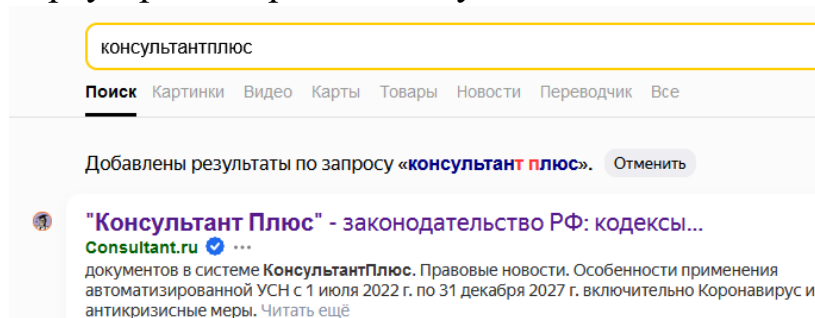 консультантплюс
Поиск Картинки Видео Карты Товары Новости Переводчик Все
Добавлены результаты по запросу «консультант плюс». Отменить
"Консультант Плюс" - законодательство РФ: кодексы...
Consultant.ru ...
документов в системе КонсультантПлюс. Правовые новости. Особенности применения
автоматизированной УСН с 1 июля 2022 г. по 31 декабря 2027 г. включительно Коронавирус и
антикризисные меры. Читать ещё